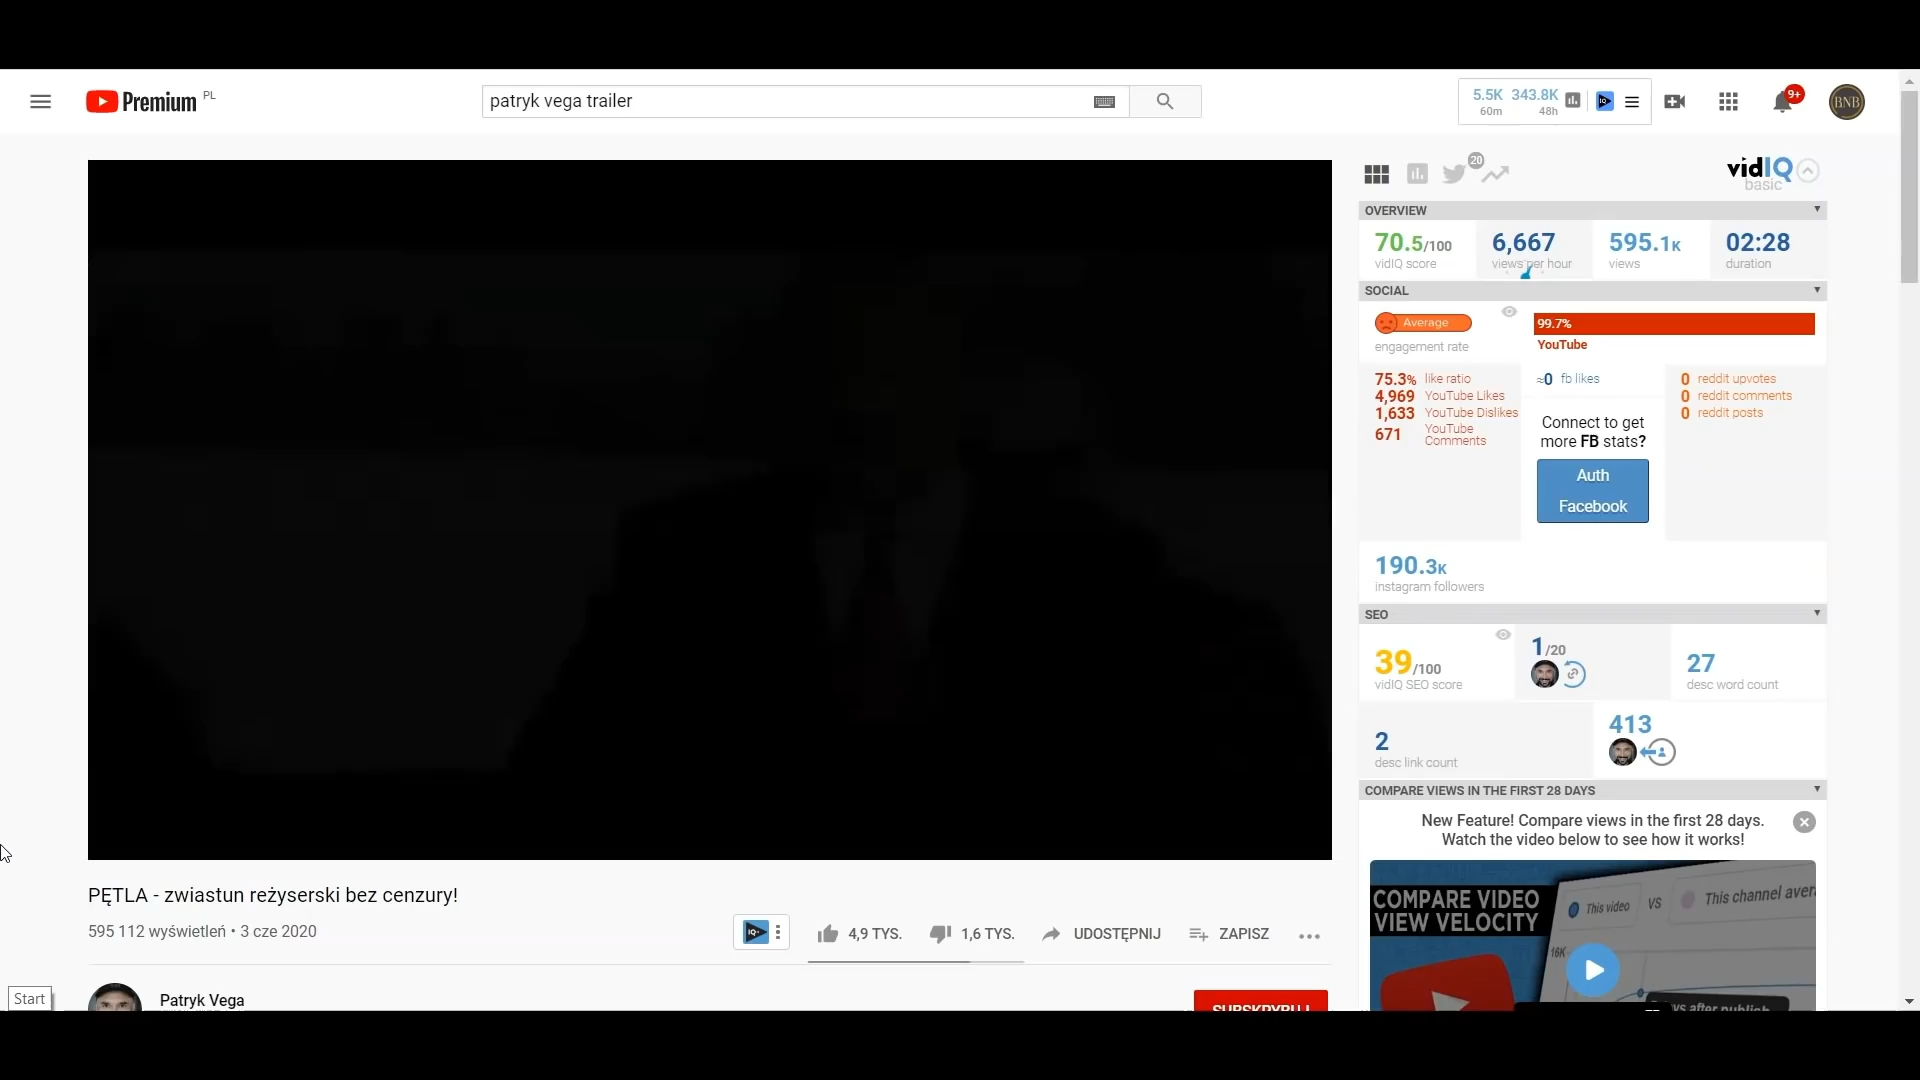 Premium PL
patryk vega trailer
5.5K 343.8K
60m 48h
9+
BNB
20
vidIQ
basic
OVERVIEW
70.5/100
vidIQ score
6,667
views per hour
595.1K
views
02:28
duration
SOCIAL
Average
engagement rate
99.7%
YouTube
75.3% like ratio
4,969 YouTube Likes
1,633 YouTube Dislikes
671 YouTube
Comments
≈0 fb likes
Connect to get
more FB stats?
Auth
Facebook
0 reddit upvotes
0 reddit comments
0 reddit posts
190.3K
instagram followers
SEO
39/100
vidIQ SEO score
1/20
27
desc word count
2
desc link count
413
COMPARE VIEWS IN THE FIRST 28 DAYS
New Feature! Compare views in the first 28 days.
Watch the video below to see how it works!
COMPARE VIDEO
VIEW VELOCITY
This video VS This channel aver
16K
PĘTLA - zwiastun reżyserski bez cenzury!
595 112 wyświetleń • 3 cze 2020
IQ
4,9 TYS.
1,6 TYS.
UDOSTĘPNIJ
ZAPISZ
Start
Patryk Vega
SUBSKRYBUJ